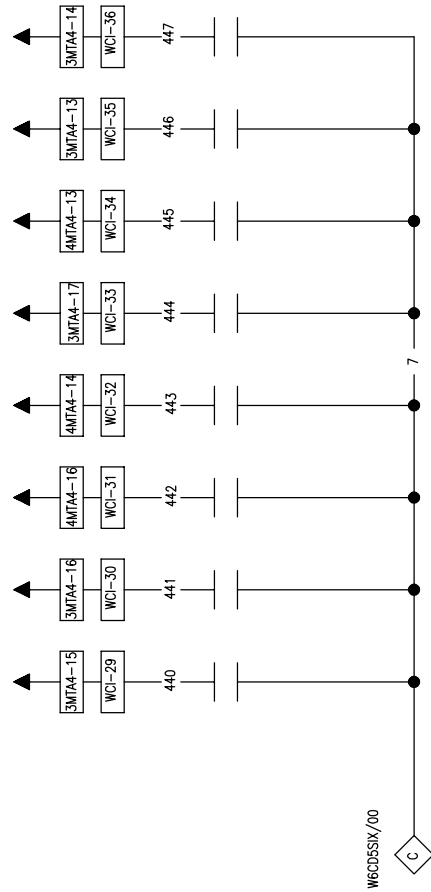 3MTA4-14
WCI-36
447
3MTA4-13
WCI-35
446
4MTA4-13
WCI-34
445
3MTA4-17
WCI-33
444
4MTA4-14
WCI-32
443
4MTA4-16
WCI-31
442
3MTA4-16
WCI-30
441
3MTA4-15
WCI-29
440
7
W6CD5SIX/00
C